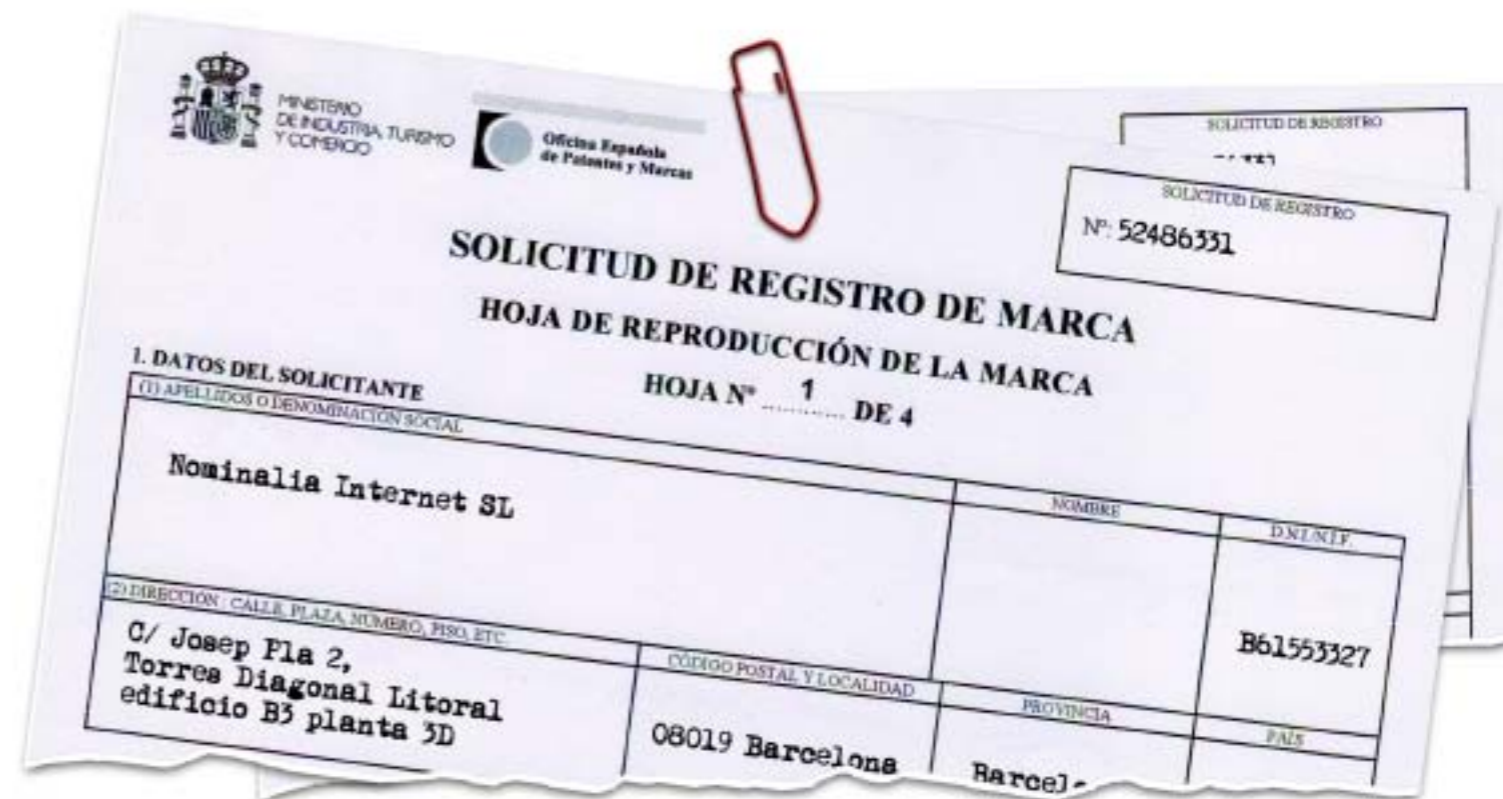 MINISTERIO
DE INDUSTRIA, TURISMO
Y COMERCIO
Oficina Española
de Patentes y Marcas
SOLICITUD DE REGISTRO
SOLICITUD DE REGISTRO
Nº: 52486331
SOLICITUD DE REGISTRO DE MARCA
HOJA DE REPRODUCCIÓN DE LA MARCA
HOJA Nº 1 DE 4
1. DATOS DEL SOLICITANTE
(1) APELLIDOS O DENOMINACIÓN SOCIAL
NOMBRE
D.N.I./N.I.F.
Nominalia Internet SL
B61553327
(2) DIRECCIÓN : CALLE, PLAZA, NÚMERO, PISO, ETC.
CÓDIGO POSTAL Y LOCALIDAD
PROVINCIA
PAÍS
C/ Josep Pla 2,
Torres Diagonal Litoral
edificio B3 planta 3D
08019 Barcelona